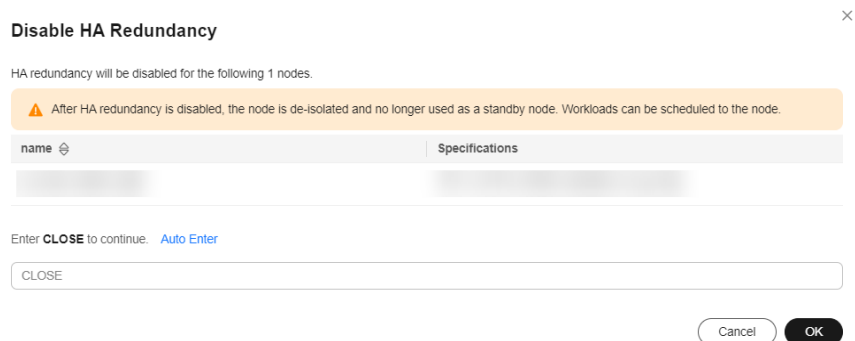 Disable HA Redundancy
HA redundancy will be disabled for the following 1 nodes.
After HA redundancy is disabled, the node is de-isolated and no longer used as a standby node. Workloads can be scheduled to the node.
name Specifications
Enter CLOSE to continue. Auto Enter
CLOSE
Cancel OK